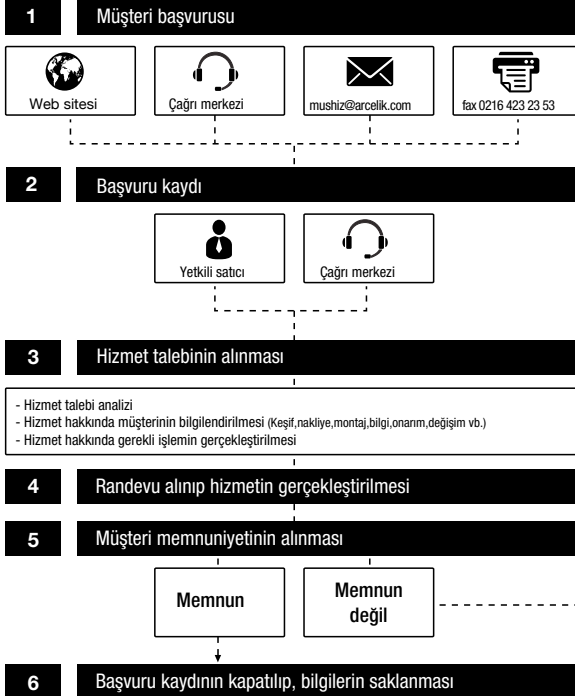 1 Müşteri başvurusu
Web sitesi
Çağrı merkezi
mushiz@arcelik.com
fax 0216 423 23 53
2 Başvuru kaydı
Yetkili satıcı
Çağrı merkezi
3 Hizmet talebinin alınması
- Hizmet talebi analizi
- Hizmet hakkında müşterinin bilgilendirilmesi (Keşif,nakliye,montaj,bilgi,onarım,değişim vb.)
- Hizmet hakkında gerekli işlemin gerçekleştirilmesi
4 Randevu alınıp hizmetin gerçekleştirilmesi
5 Müşteri memnuniyetinin alınması
Memnun
Memnun
değil
6 Başvuru kaydının kapatılıp, bilgilerin saklanması